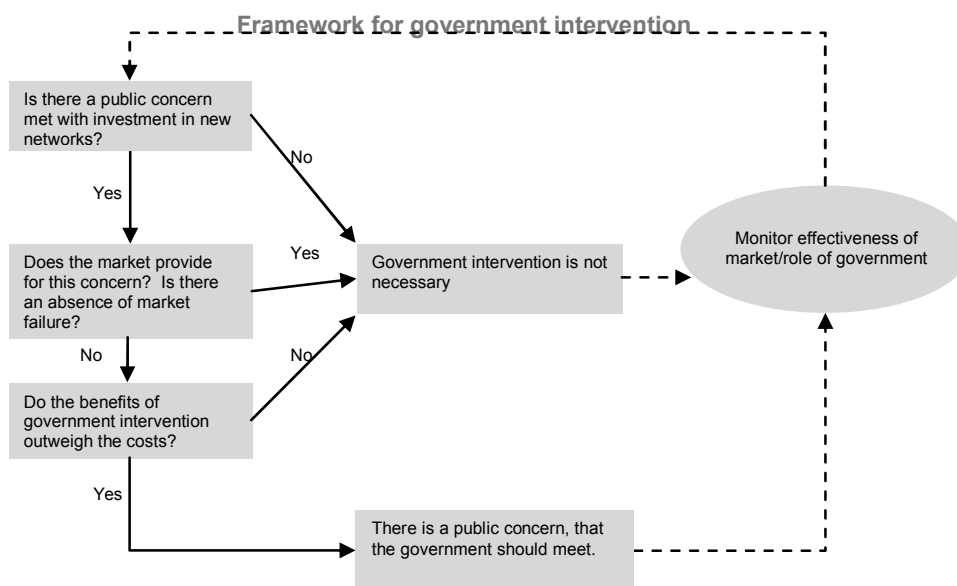 Framework for government intervention
Is there a public concern
met with investment in new
networks?
No
Yes
Does the market provide
for this concern?  Is there
an absence of market
failure?
Yes
Government intervention is not
necessary
Monitor effectiveness of
market/role of government
No
No
Do the benefits of
government intervention
outweigh the costs?
Yes
There is a public concern, that
the government should meet.